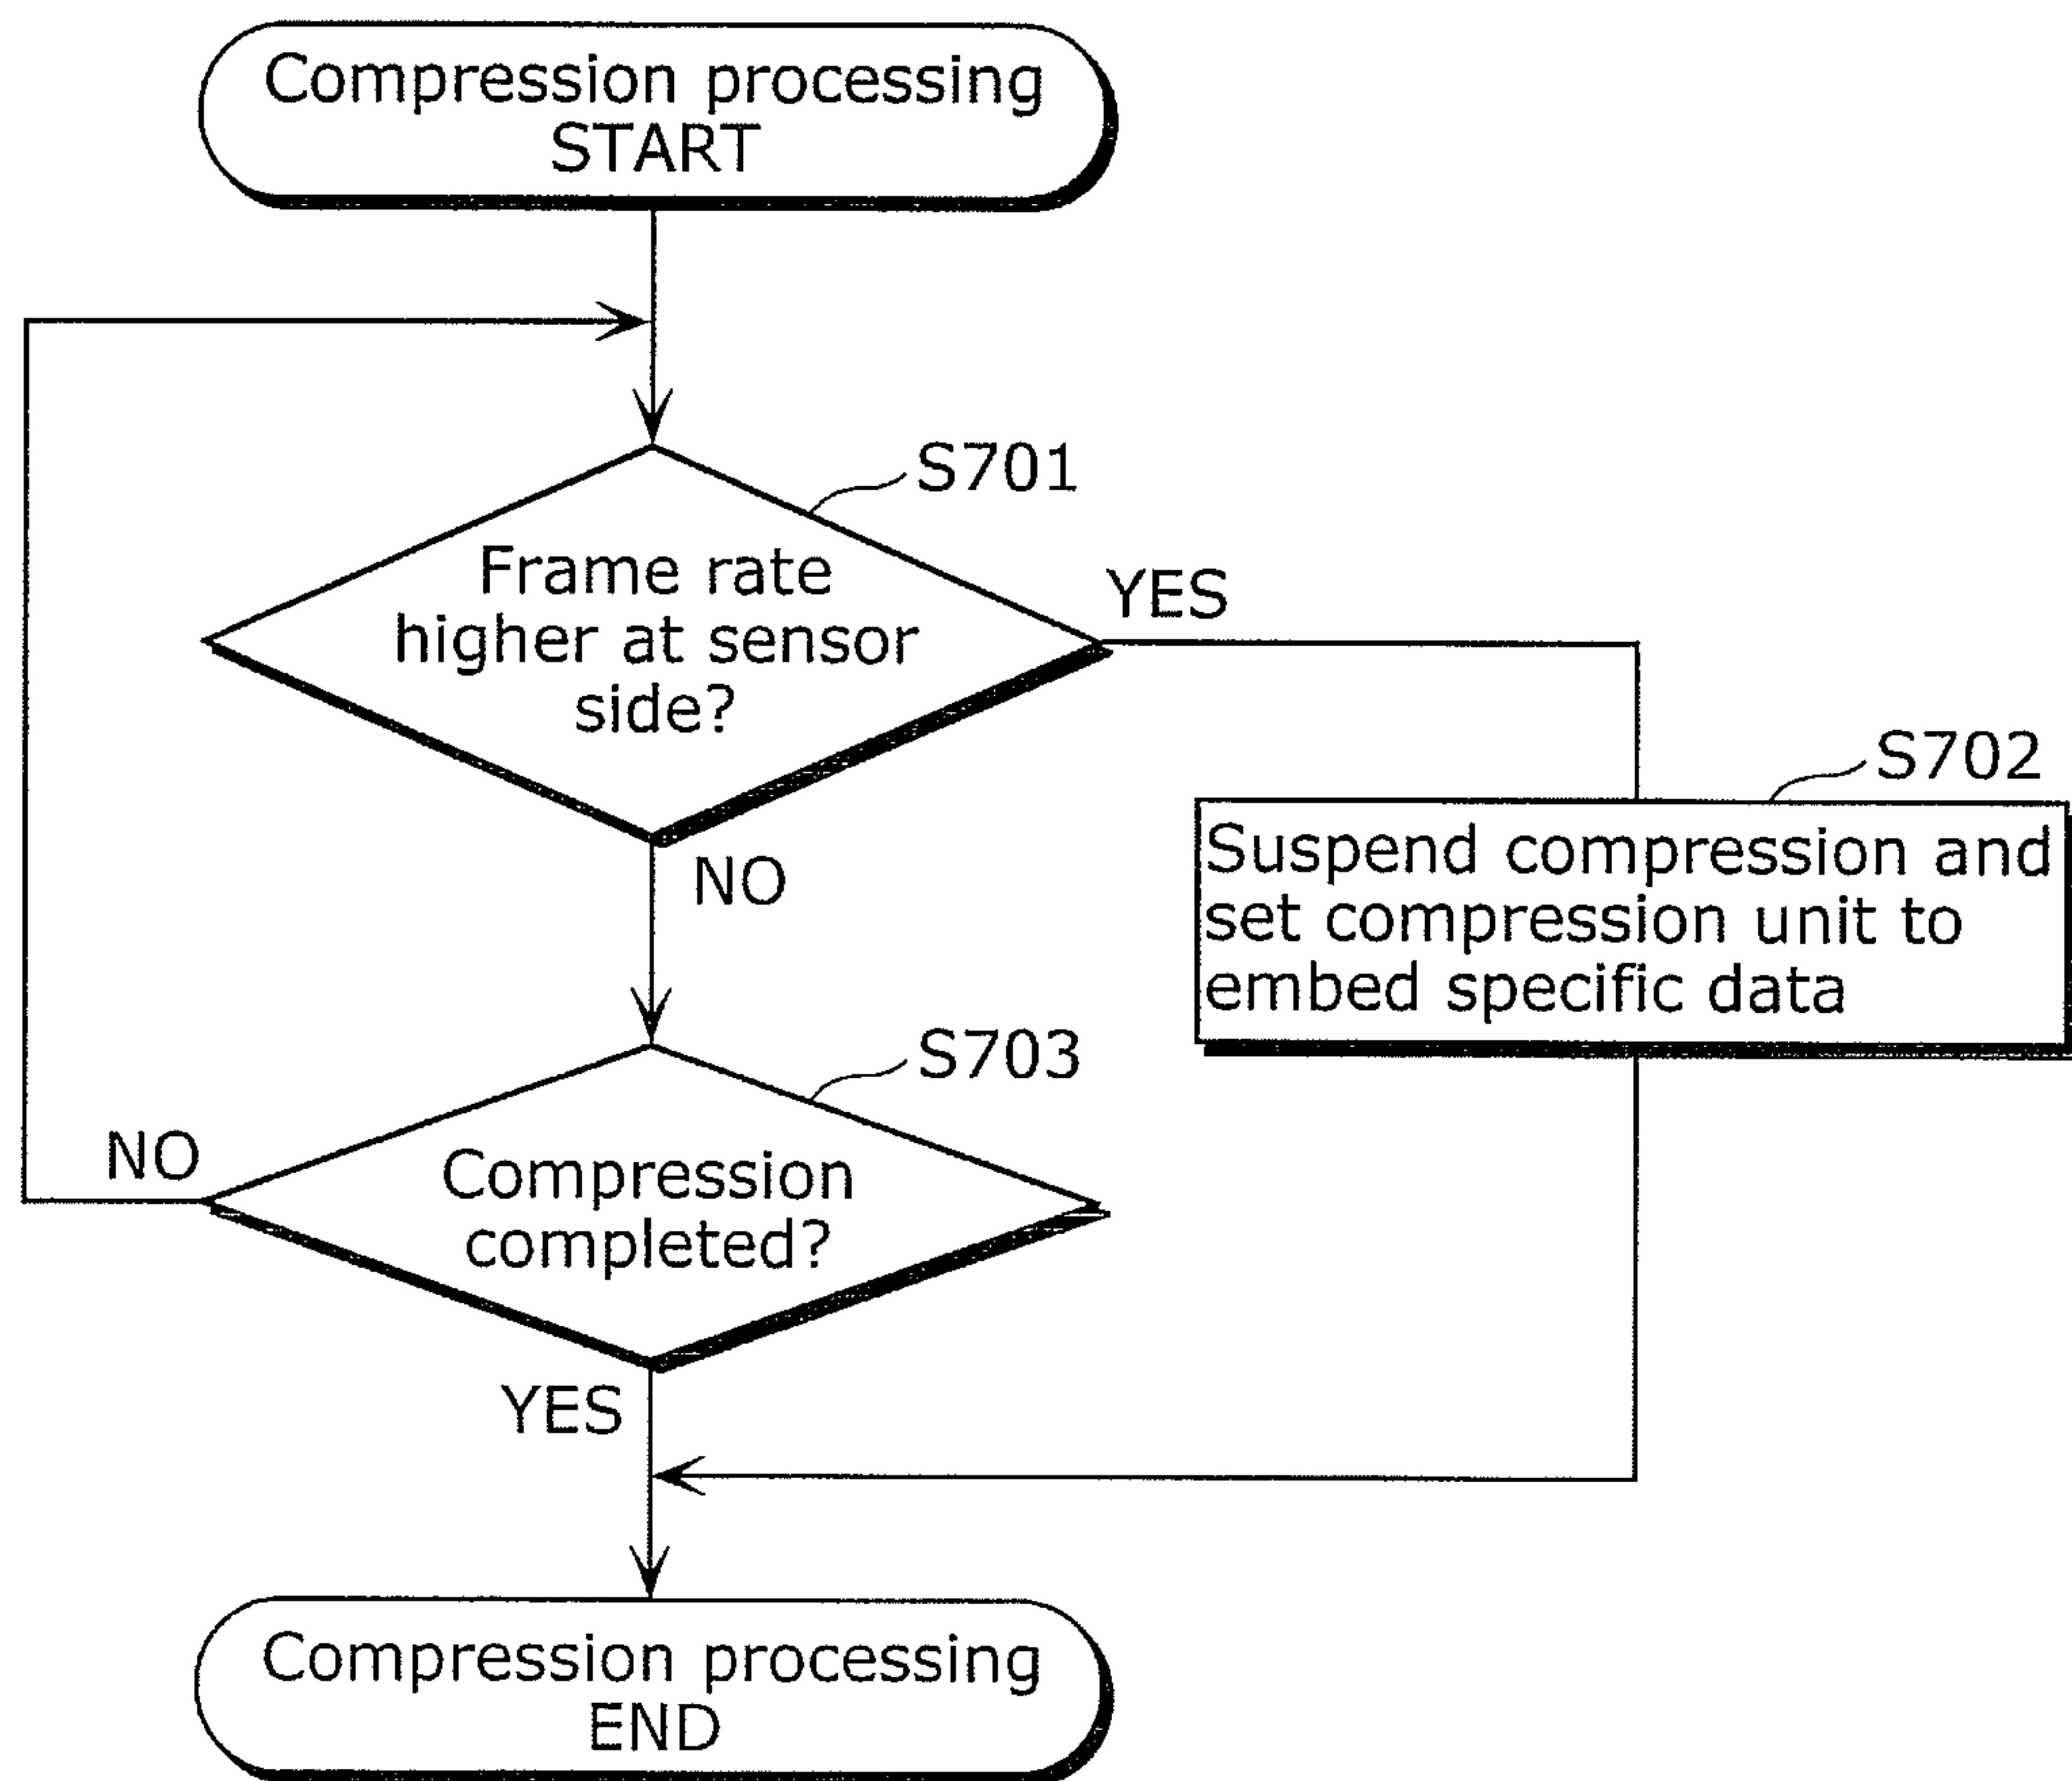 Compression processing
START
S701
Frame rate
higher at sensor
side?
YES
NO
S702
Suspend compression and
set compression unit to
embed specific data
S703
Compression
completed?
NO
YES
Compression processing
END